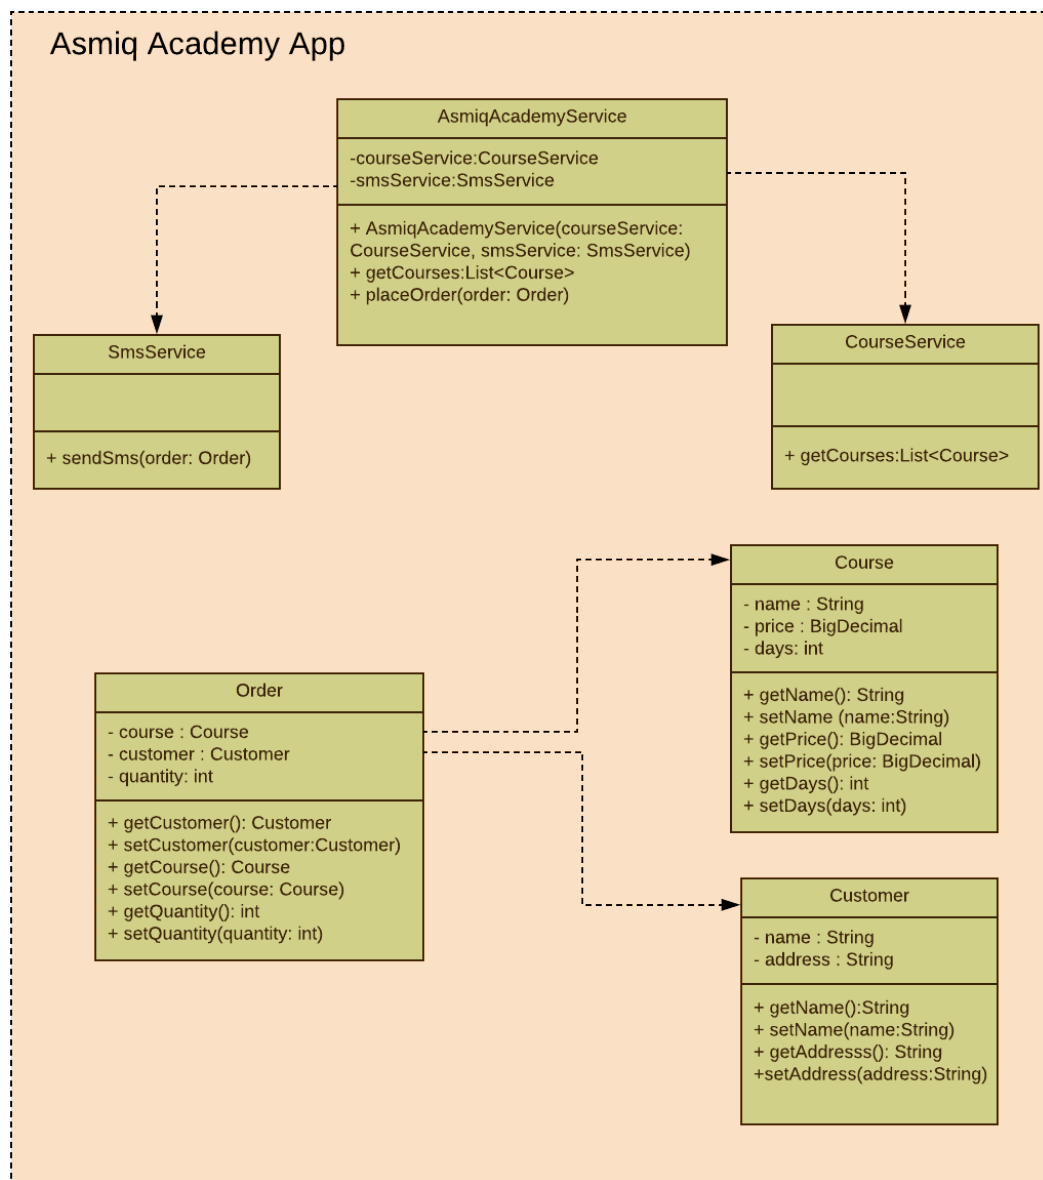 Asmiq Academy App
AsmiqAcademyService
-courseService:CourseService
-smsService:SmsService
+ AsmiqAcademyService(courseService:
CourseService, smsService: SmsService)
+ getCourses:List<Course>
+ placeOrder(order: Order)
SmsService
+ sendSms(order: Order)
CourseService
+ getCourses:List<Course>
Course
- name : String
- price : BigDecimal
- days: int
+ getName(): String
+ setName (name:String)
+ getPrice(): BigDecimal
+ setPrice(price: BigDecimal)
+ getDays(): int
+ setDays(days: int)
Order
- course : Course
- customer : Customer
- quantity: int
+ getCustomer(): Customer
+ setCustomer(customer:Customer)
+ getCourse(): Course
+ setCourse(course: Course)
+ getQuantity(): int
+ setQuantity(quantity: int)
Customer
- name : String
- address : String
+ getName():String
+ setName(name:String)
+ getAddresss(): String
+setAddress(address:String)